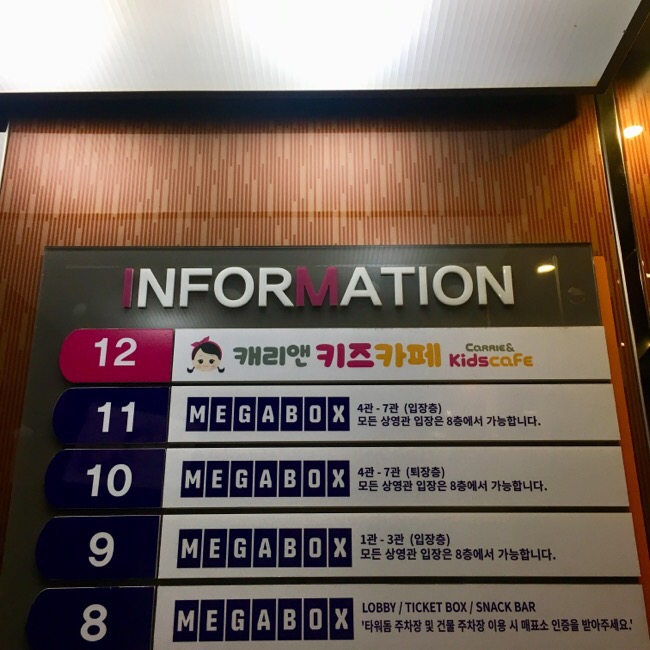 INFORMATION
12 캐리앤 키즈카페 CARRIE& Kidscafe
11 MEGABOX 4관 - 7관 (입장층)
모든 상영관 입장은 8층에서 가능합니다.
10 MEGABOX 4관 - 7관 (퇴장층)
모든 상영관 입장은 8층에서 가능합니다.
9 MEGABOX 1관 - 3관 (입장층)
모든 상영관 입장은 8층에서 가능합니다.
8 MEGABOX LOBBY / TICKET BOX / SNACK BAR
'타워돔 주차장 및 건물 주차장 이용 시 매표소 인증을 받아주세요.'